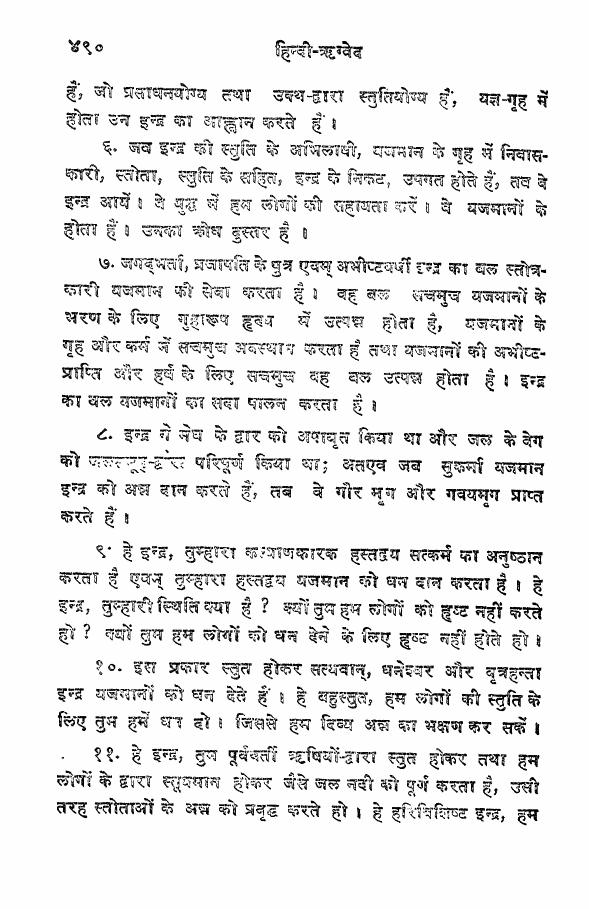 ४९० हिन्दी-ऋग्वेद
हैं, जो प्रसाधनयोग्य तथा उक्थ-द्वारा स्तुतियोग्य हैं, यज्ञ-गृह में
होता उन इन्द्र का आह्वान करते हैं।
६. जब इन्द्र की स्तुति के अभिलाषी, यजमान के गृह में निवास-
कारी, स्तोता, स्तुति के सहित, इन्द्र के निकट, उपगत होते हैं, तब वे
इन्द्र आयें। वे युद्ध में हम लोगों की सहायता करें। वे यजमानों के
होता हैं। उनका क्रोध दुस्तर है।
७. जगद्भर्ता, प्रजापति के पुत्र एवम् अभीष्टवर्षी इन्द्र का बल स्तोत्र-
कारी यजमान की सेवा करता है। वह बल सचमुच यजमानों के
भरण के लिए गुहारूप हृदय में उत्पन्न होता है, यजमानों के
गृह और कर्म में सचमुच अवस्थान करता है तथा यजमानों की अभीष्ट-
प्राप्ति और हर्ष के लिए सचमुच वह बल उत्पन्न होता है। इन्द्र
का बल यजमानों का सदा पालन करता है।
८. इन्द्र ने मेघ के द्वार को अपावृत किया था और जल के वेग
को जलसमूह-द्वारा परिपूर्ण किया था; अतएव जब सुकर्मा यजमान
इन्द्र को अन्न दान करते हैं, तब वे गौर मृग और गवयमृग प्राप्त
करते हैं।
९. हे इन्द्र, तुम्हारा कल्याणकारक हस्तद्वय सत्कर्म का अनुष्ठान
करता है एवम् तुम्हारा हस्तद्वय यजमान को धन दान करता है। हे
इन्द्र, तुम्हारी स्थिति क्या है? क्यों तुम हम लोगों को हृष्ट नहीं करते
हो? क्यों तुम हम लोगों को धन देने के लिए हृष्ट नहीं होते हो।
१०. इस प्रकार स्तुत होकर सत्यवान्, धनेश्वर और वृत्रहन्ता
इन्द्र यजमानों को धन देते हैं। हे बहुस्तुत, हम लोगों की स्तुति के
लिए तुम हमें धन दो। जिससे हम दिव्य अन्न का भक्षण कर सकें।
११. हे इन्द्र, तुम पूर्ववर्ती ऋषियों-द्वारा स्तुत होकर तथा हम
लोगों के द्वारा स्तूयमान होकर जैसे जल नदी को पूर्ण करता है, उसी
तरह स्तोताओं के अन्न को प्रवृद्ध करते हो। हे हरिविशिष्ट इन्द्र, हम